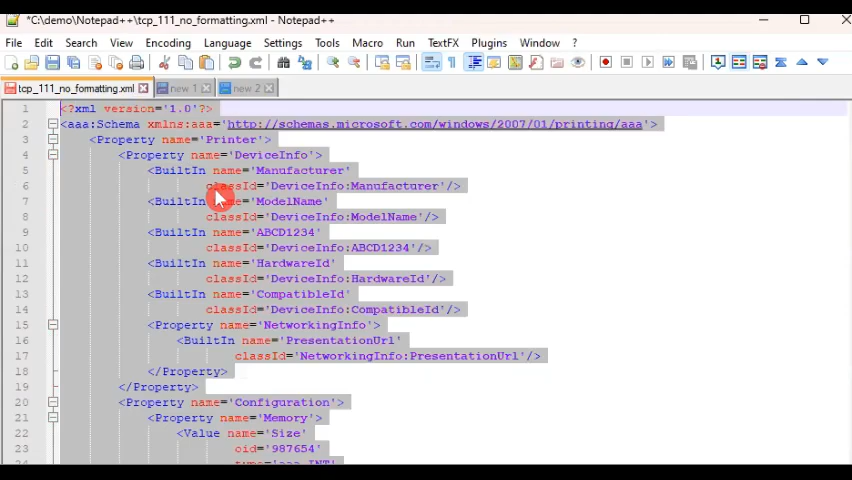 *C:\demo\Notepad++\tcp_111_no_formatting.xml - Notepad++
File Edit Search View Encoding Language Settings Tools Macro Run TextFX Plugins Window ?
tcp_111_no_formatting.xml new 1 new 2
1 <?xml version='1.0'?>
2 <aaa:Schema xmlns:aaa='http://schemas.microsoft.com/windows/2007/01/printing/aaa'>
3 <Property name='Printer'>
4 <Property name='DeviceInfo'>
5 <BuiltIn name='Manufacturer'
6 classId='DeviceInfo:Manufacturer'/>
7 <BuiltIn name='ModelName'
8 classId='DeviceInfo:ModelName'/>
9 <BuiltIn name='ABCD1234'
10 classId='DeviceInfo:ABCD1234'/>
11 <BuiltIn name='HardwareId'
12 classId='DeviceInfo:HardwareId'/>
13 <BuiltIn name='CompatibleId'
14 classId='DeviceInfo:CompatibleId'/>
15 <Property name='NetworkingInfo'>
16 <BuiltIn name='PresentationUrl'
17 classId='NetworkingInfo:PresentationUrl'/>
18 </Property>
19 </Property>
20 <Property name='Configuration'>
21 <Property name='Memory'>
22 <Value name='Size'
23 oid='987654'